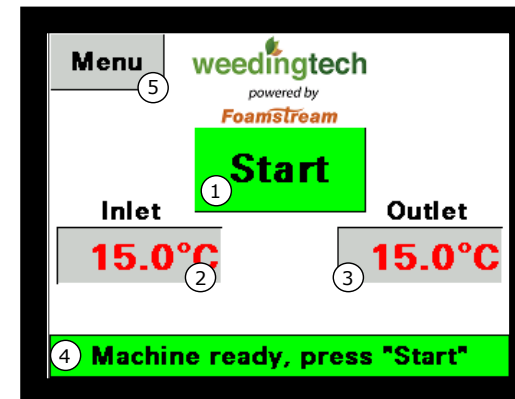 Menu
5
weedingtech
powered by
Foamstream
Start
1
Inlet
Outlet
15.0°C
2
15.0°C
3
4
Machine ready, press "Start"